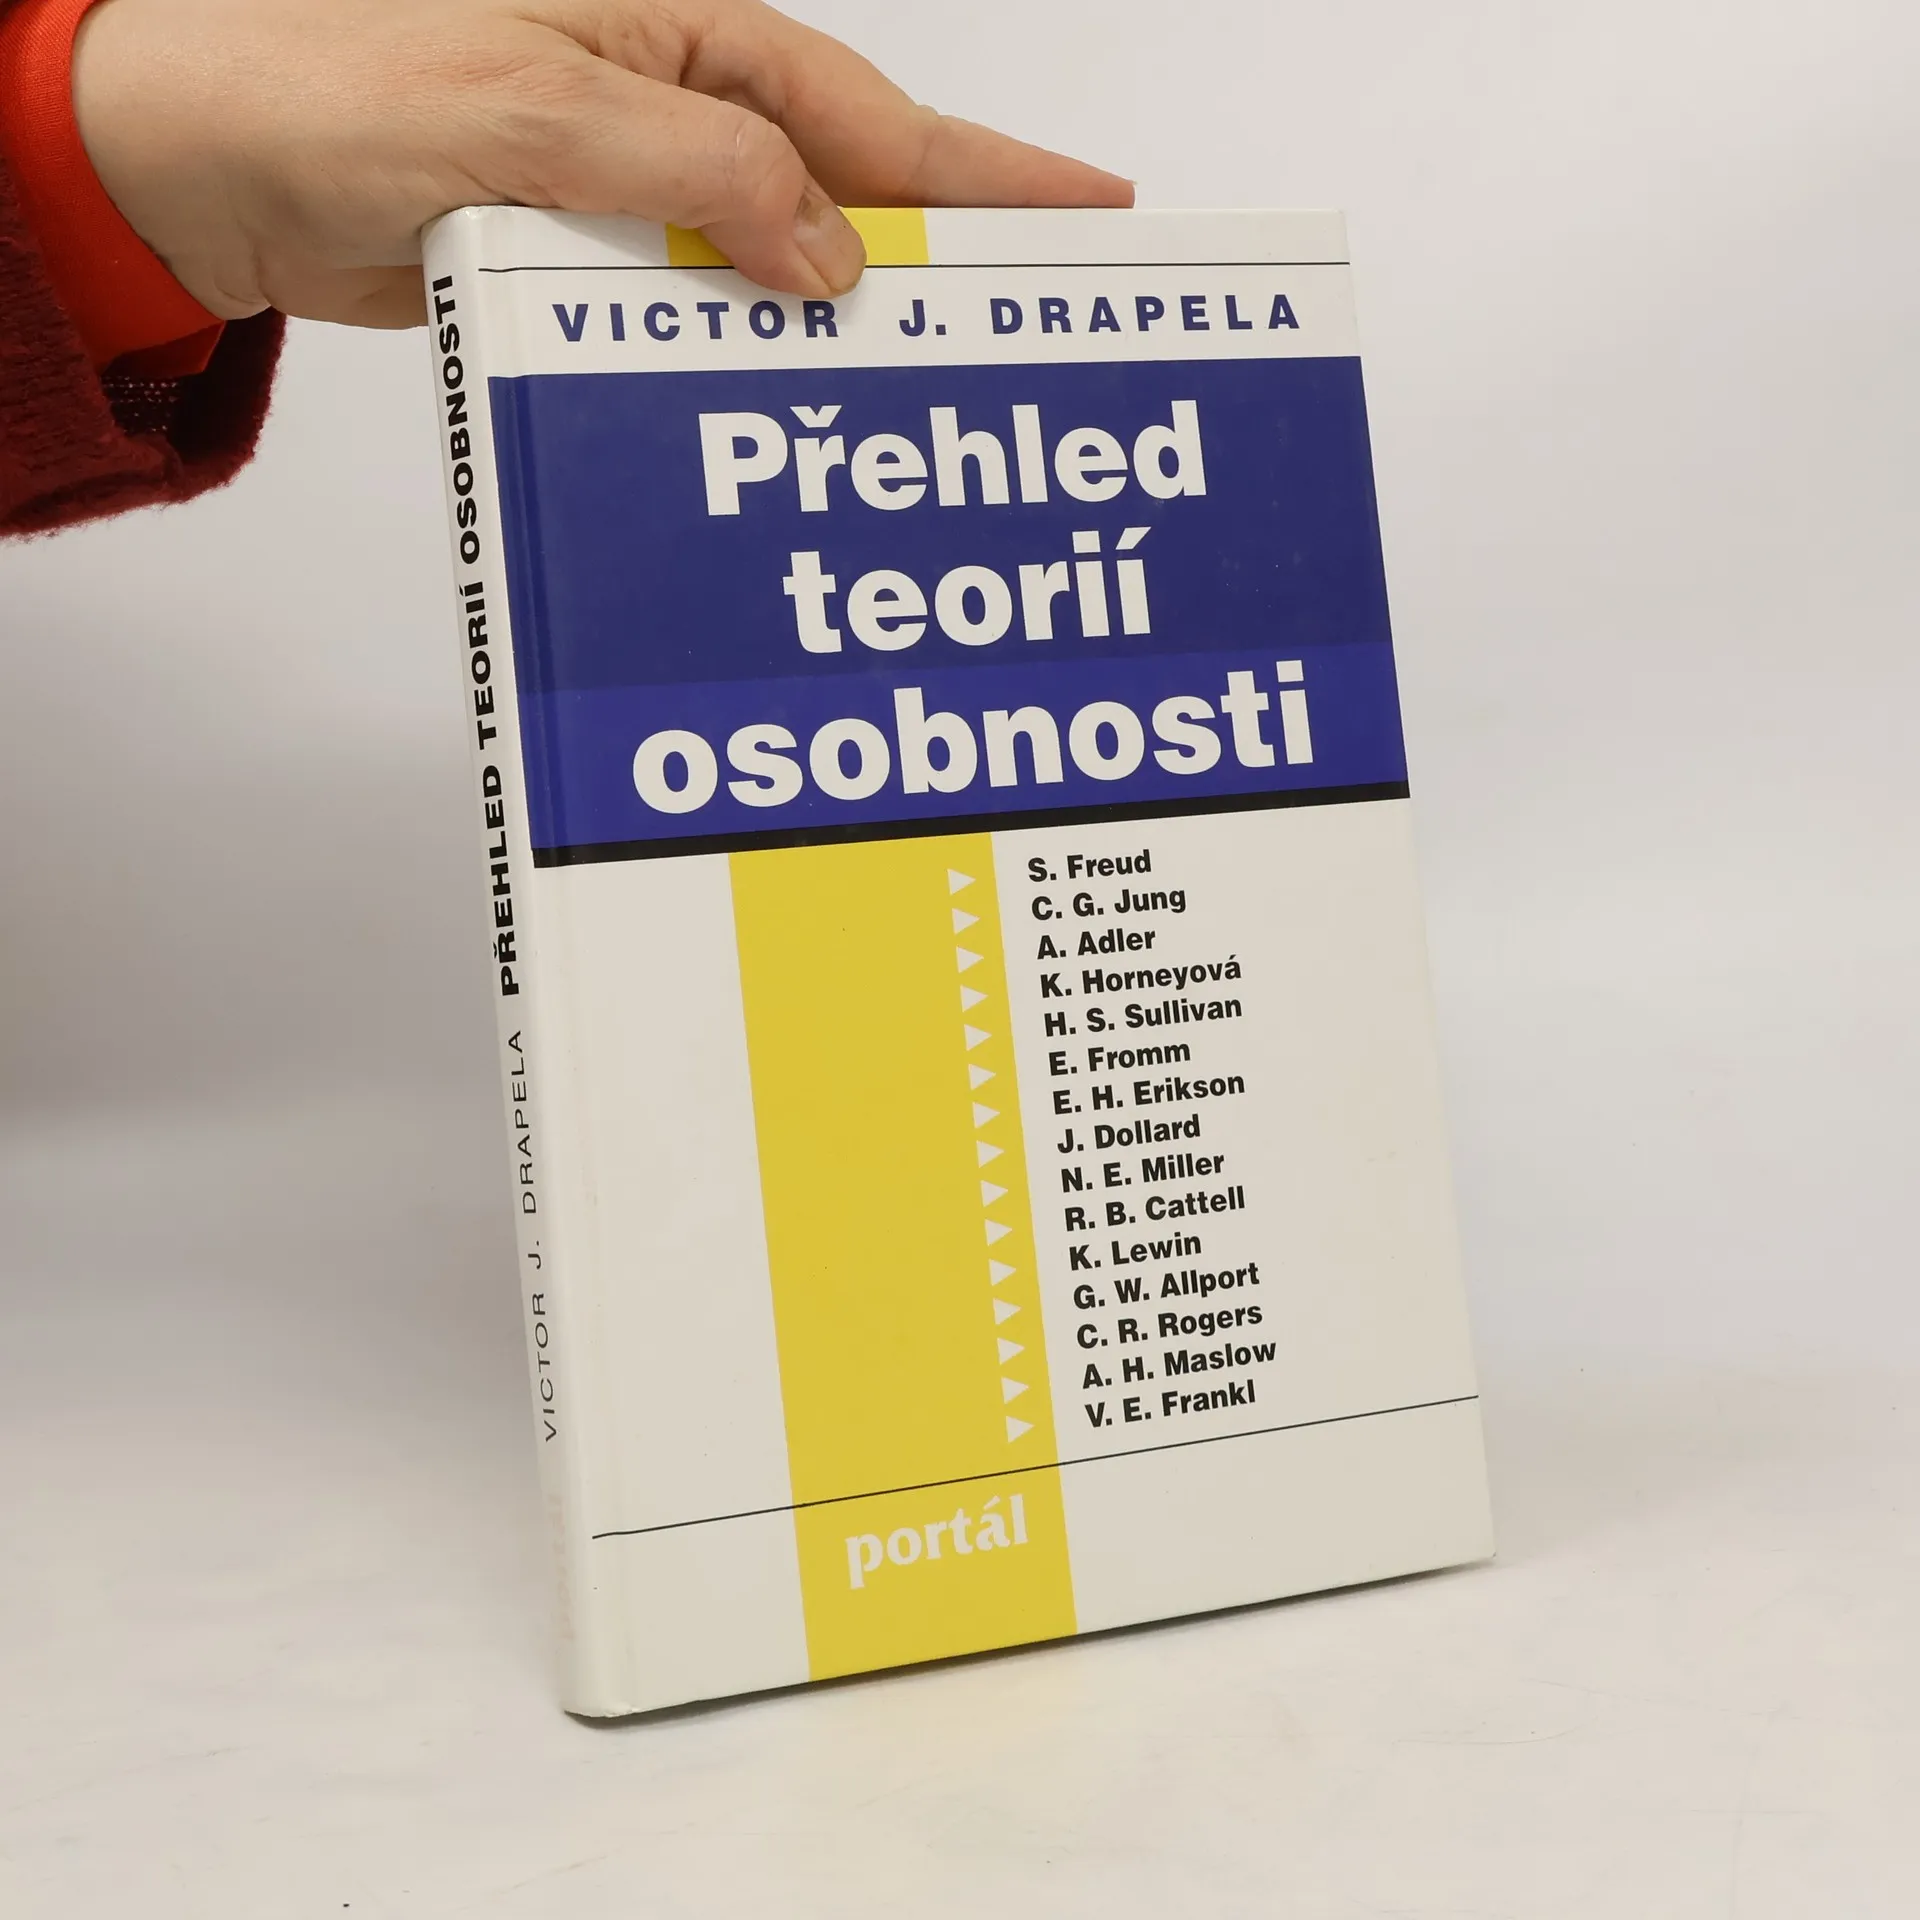 VICTOR J. DRAPELA
Přehled
teorií
osobnosti
S. Freud
C. G. Jung
A. Adler
K. Horneyová
H. S. Sullivan
E. Fromm
E. H. Erikson
J. Dollard
N. E. Miller
R. B. Cattell
K. Lewin
G. W. Allport
C. R. Rogers
A. H. Maslow
V. E. Frankl
portál
VICTOR J. DRAPELA PŘEHLED TEORIÍ OSOBNOSTI